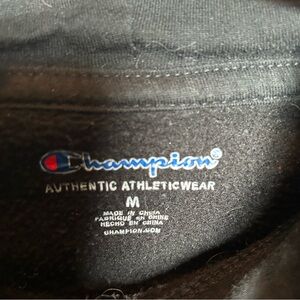 Champion®
AUTHENTIC ATHLETICWEAR
M
MADE IN CHINA
FABRIQUÉ EN CHINE
HECHO EN CHINA
CHAMPION.COM